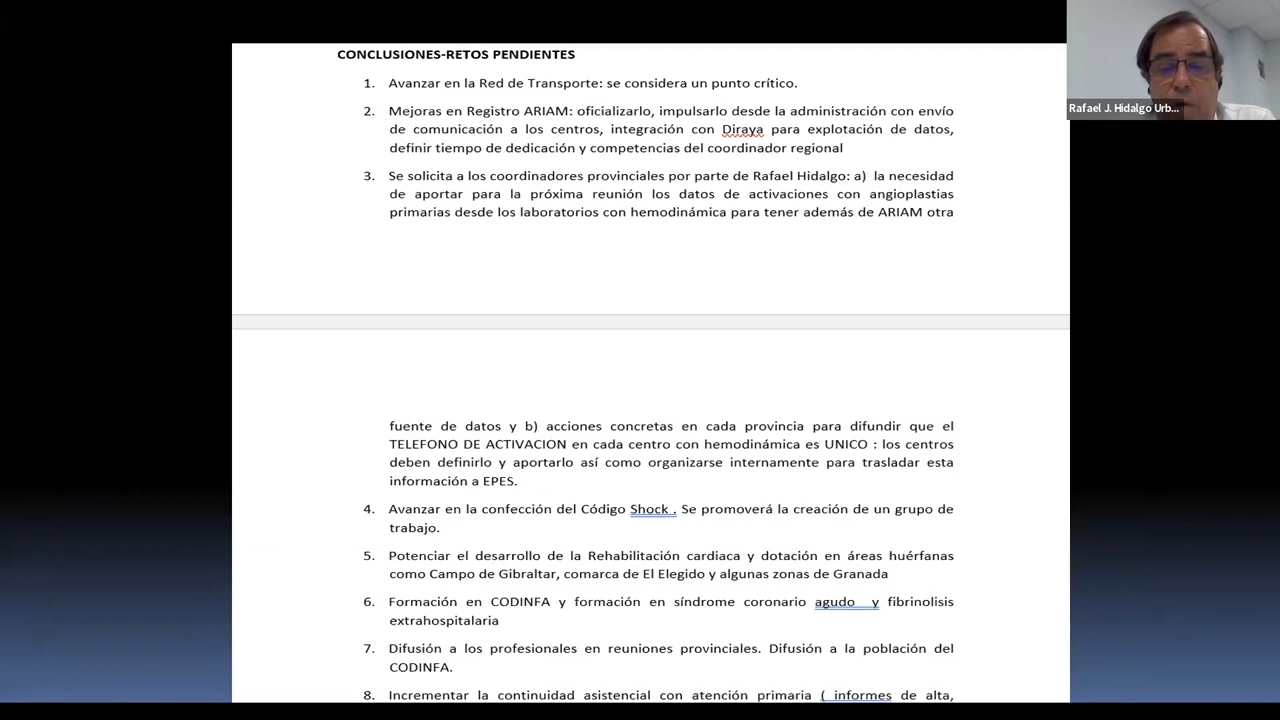 CONCLUSIONES-RETOS PENDIENTES
1. Avanzar en la Red de Transporte: se considera un punto crítico.
2. Mejoras en Registro ARIAM: oficializarlo, impulsarlo desde la administración con envío
de comunicación a los centros, integración con Diraya para explotación de datos,
definir tiempo de dedicación y competencias del coordinador regional
3. Se solicita a los coordinadores provinciales por parte de Rafael Hidalgo: a) la necesidad
de aportar para la próxima reunión los datos de activaciones con angioplastias
primarias desde los laboratorios con hemodinámica para tener además de ARIAM otra
fuente de datos y b) acciones concretas en cada provincia para difundir que el
TELEFONO DE ACTIVACION en cada centro con hemodinámica es UNICO : los centros
deben definirlo y aportarlo así como organizarse internamente para trasladar esta
información a EPES.
4. Avanzar en la confección del Código Shock . Se promoverá la creación de un grupo de
trabajo.
5. Potenciar el desarrollo de la Rehabilitación cardiaca y dotación en áreas huérfanas
como Campo de Gibraltar, comarca de El Elegido y algunas zonas de Granada
6. Formación en CODINFA y formación en síndrome coronario agudo y fibrinolisis
extrahospitalaria
7. Difusión a los profesionales en reuniones provinciales. Difusión a la población del
CODINFA.
8. Incrementar la continuidad asistencial con atención primaria ( informes de alta,
Rafael J. Hidalgo Urb...